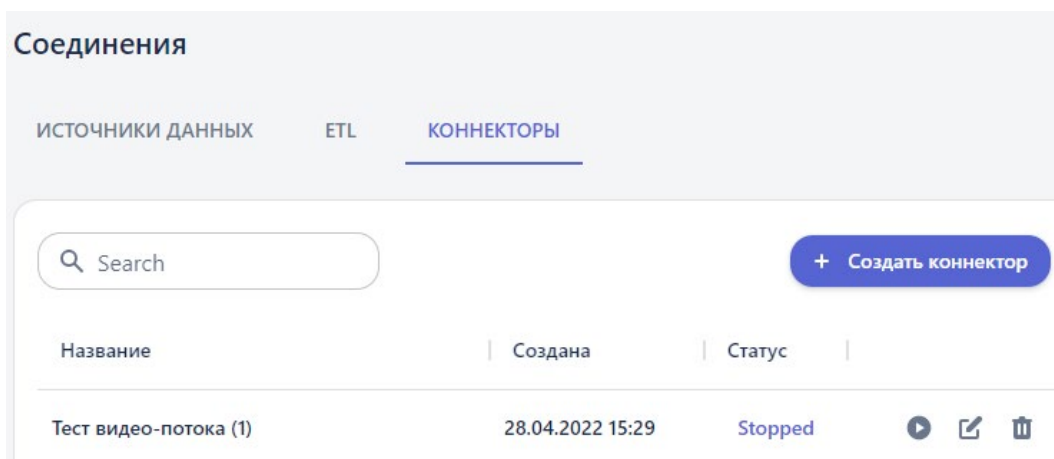 Соединения
ИСТОЧНИКИ ДАННЫХ ETL КОННЕКТОРЫ
Search + Создать коннектор
Название Создана Статус
Тест видео-потока (1) 28.04.2022 15:29 Stopped